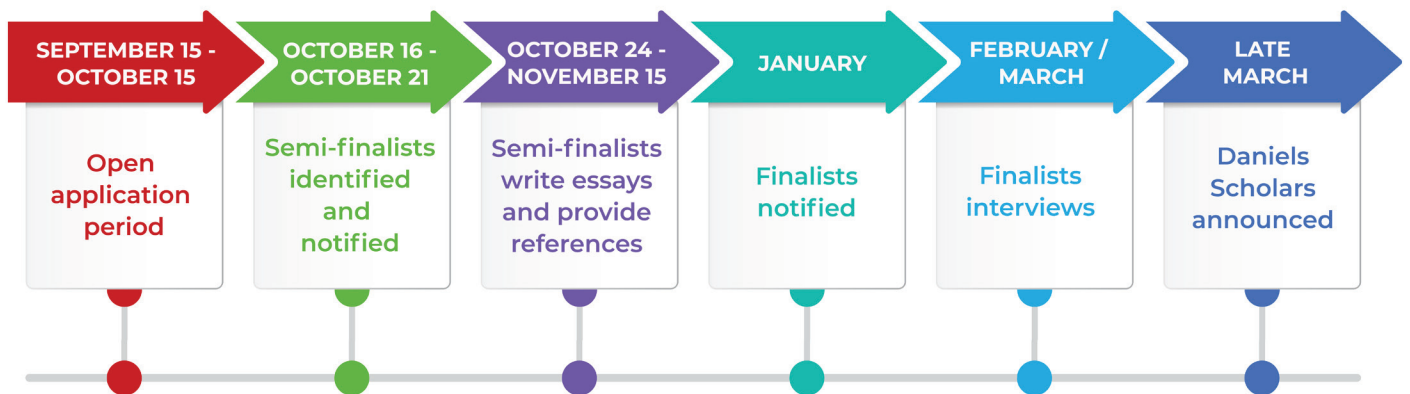 SEPTEMBER 15 -
OCTOBER 15
Open
application
period
OCTOBER 16 -
OCTOBER 21
Semi-finalists
identified
and
notified
OCTOBER 24 -
NOVEMBER 15
Semi-finalists
write essays
and provide
references
JANUARY
Finalists
notified
FEBRUARY /
MARCH
Finalists
interviews
LATE
MARCH
Daniels
Scholars
announced